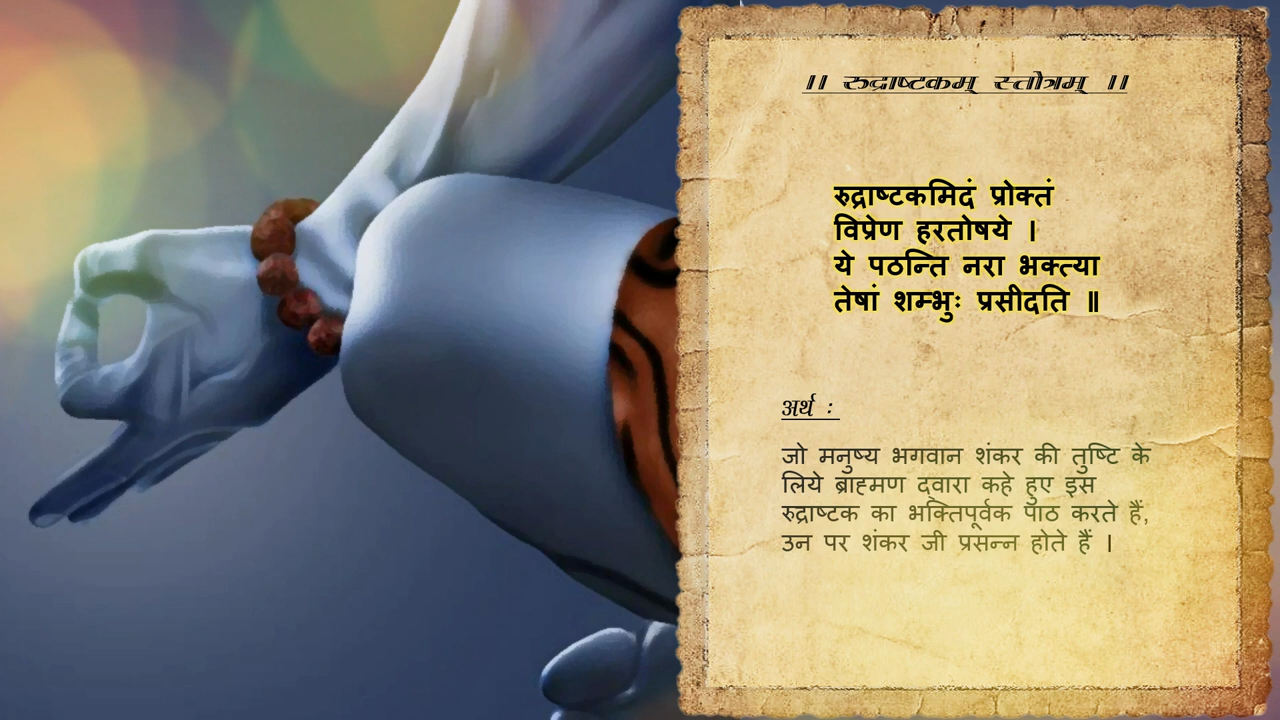 ।। रुद्राष्टकम् स्तोत्रम् ।।
रुद्राष्टकमिदं प्रोक्तं
विप्रेण हरतोषये ।
ये पठन्ति नरा भक्त्या
तेषां शम्भुः प्रसीदति ॥
अर्थ :
जो मनुष्य भगवान शंकर की तुष्टि के
लिये ब्राह्मण द्वारा कहे हुए इस
रुद्राष्टक का भक्तिपूर्वक पाठ करते हैं,
उन पर शंकर जी प्रसन्न होते हैं ।